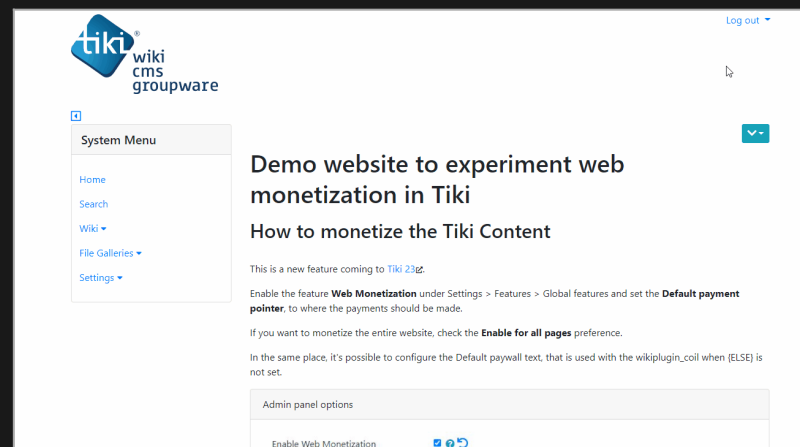 Log out
tiki®
wiki
cms
groupware
System Menu
Home
Search
Wiki
File Galleries
Settings
Demo website to experiment web
monetization in Tiki
How to monetize the Tiki Content
This is a new feature coming to Tiki 23.
Enable the feature Web Monetization under Settings > Features > Global features and set the Default payment
pointer, to where the payments should be made.
If you want to monetize the entire website, check the Enable for all pages preference.
In the same place, it's possible to configure the Default paywall text, that is used with the wikiplugin_coil when {ELSE} is
not set.
Admin panel options
Enable Web Monetization